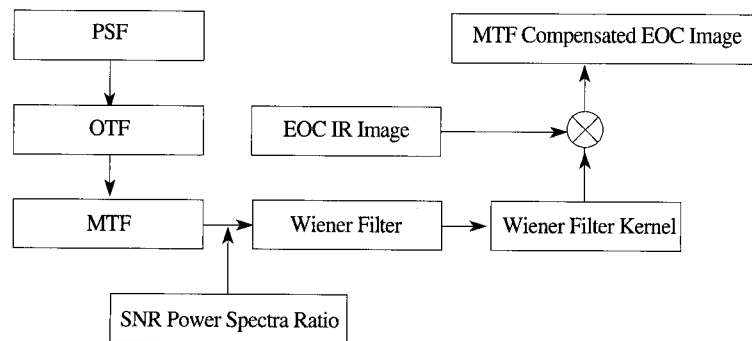 PSF
MTF Compensated EOC Image
OTF
EOC IR Image
MTF
Wiener Filter
Wiener Filter Kernel
SNR Power Spectra Ratio